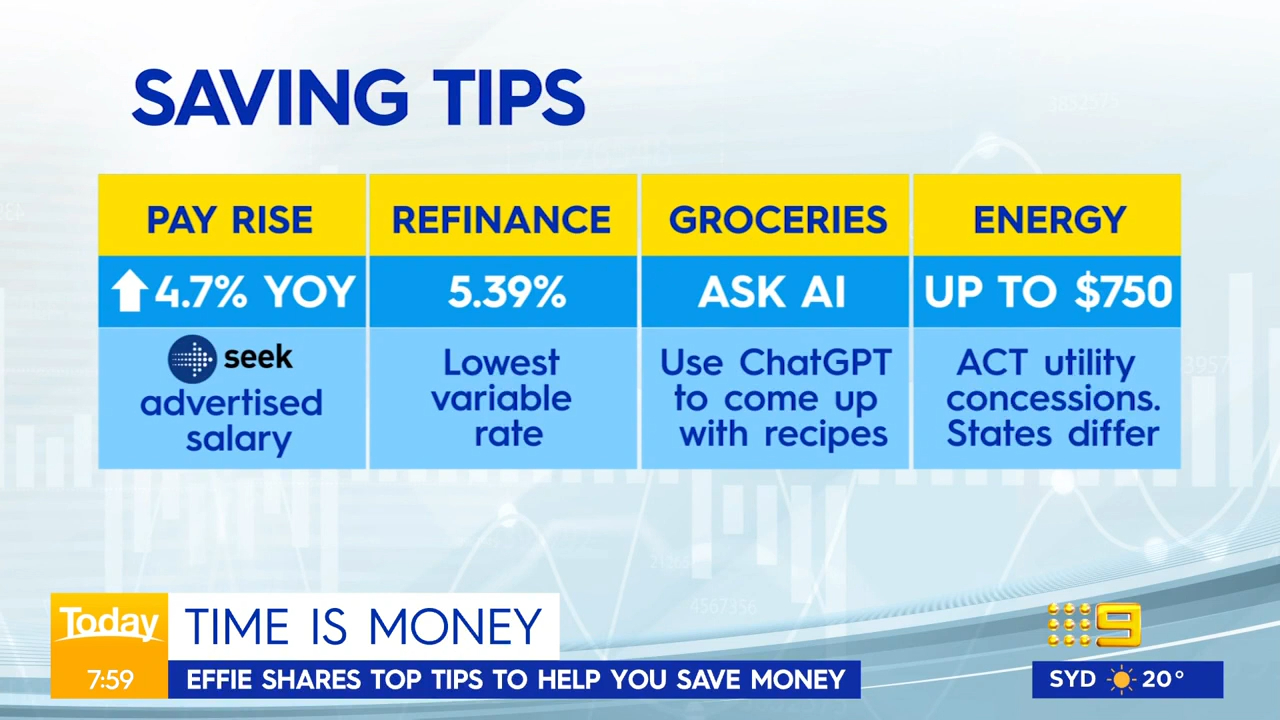 SAVING TIPS
PAY RISE
4.7% YOY
seek
advertised
salary
REFINANCE
5.39%
Lowest
variable
rate
GROCERIES
ASK AI
Use ChatGPT
to come up
with recipes
ENERGY
UP TO $750
ACT utility
concessions.
States differ
3957
4567356
Today
7:59
TIME IS MONEY
EFFIE SHARES TOP TIPS TO HELP YOU SAVE MONEY
9
SYD 20°